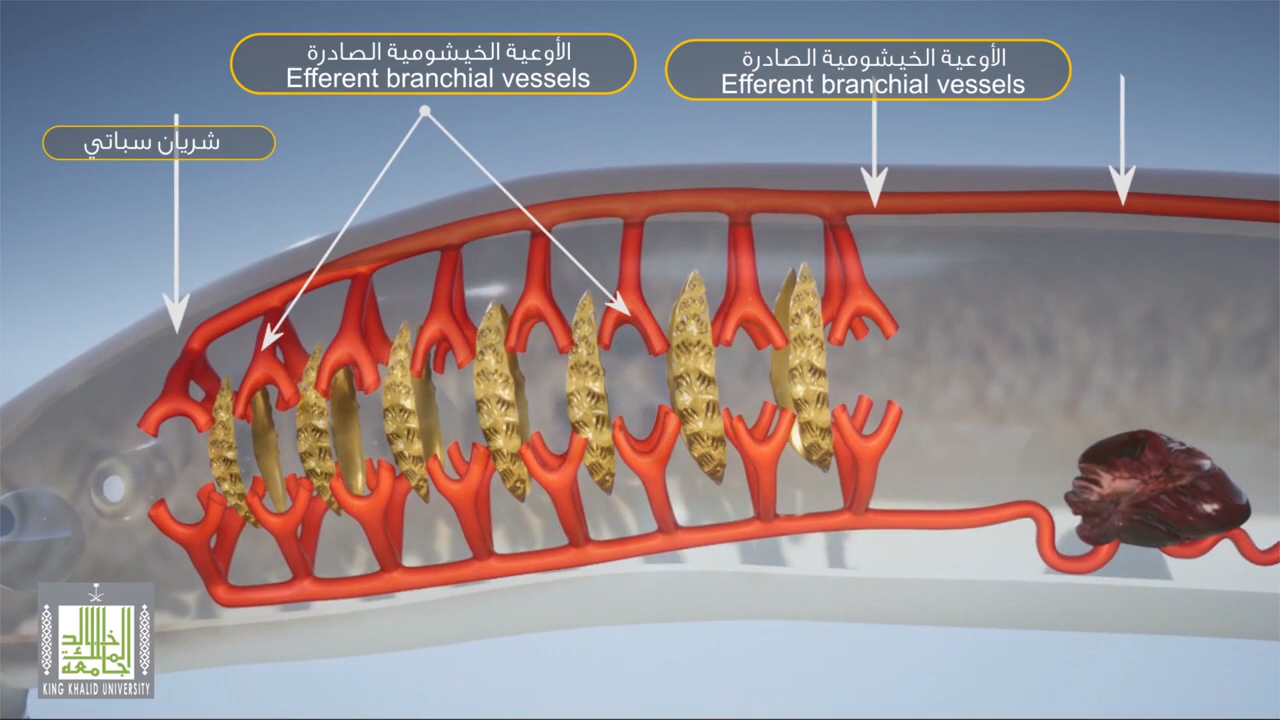 الأوعية الخيشومية الصادرة
Efferent branchial vessels
الأوعية الخيشومية الصادرة
Efferent branchial vessels
شريان سباتي
جامعة الملك خالد
KING KHALID UNIVERSITY